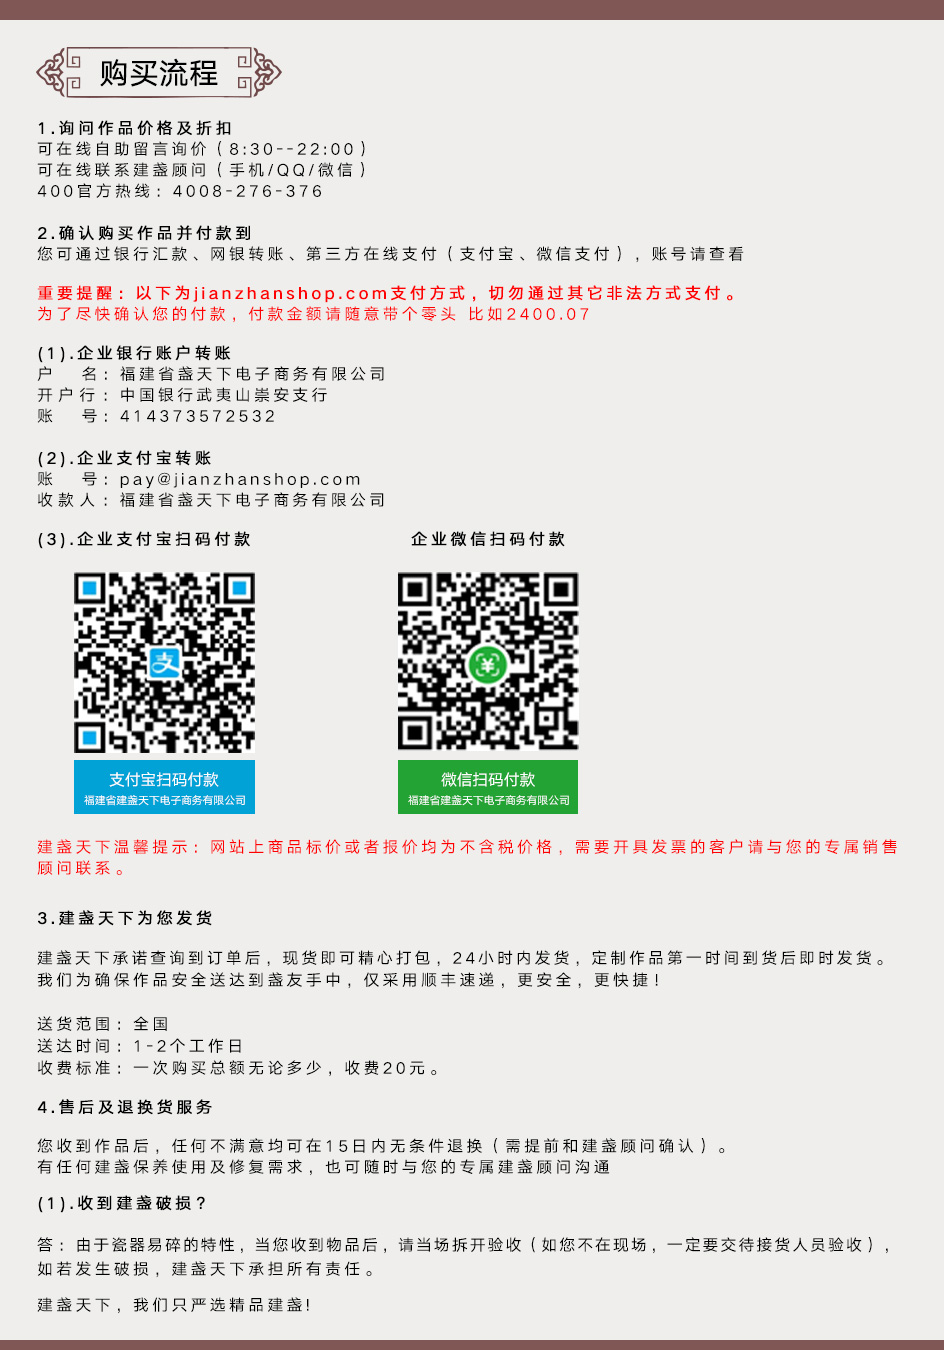 购买流程
1.询问作品价格及折扣
可在线自助留言询价（8:30--22:00）
可在线联系建盏顾问（手机/QQ/微信）
400官方热线：4008-276-376
2.确认购买作品并付款到
您可通过银行汇款、网银转账、第三方在线支付（支付宝、微信支付），账号请查看
重要提醒：以下为jianzhanshop.com支付方式，切勿通过其它非法方式支付。
为了尽快确认您的付款，付款金额请随意带个零头 比如2400.07
(1).企业银行账户转账
户 名：福建省盏天下电子商务有限公司
开户行：中国银行武夷山崇安支行
账 号：414373572532
(2).企业支付宝转账
账 号：pay@jianzhanshop.com
收款人：福建省盏天下电子商务有限公司
(3).企业支付宝扫码付款 企业微信扫码付款
支
支付宝扫码付款
福建省建盏天下电子商务有限公司
¥
微信扫码付款
福建省建盏天下电子商务有限公司
建盏天下温馨提示：网站上商品标价或者报价均为不含税价格，需要开具发票的客户请与您的专属销售
顾问联系。
3.建盏天下为您发货
建盏天下承诺查询到订单后，现货即可精心打包，24小时内发货，定制作品第一时间到货后即时发货。
我们为确保作品安全送达到盏友手中，仅采用顺丰速递，更安全，更快捷！
送货范围：全国
送达时间：1-2个工作日
收费标准：一次购买总额无论多少，收费20元。
4.售后及退换货服务
您收到作品后，任何不满意均可在15日内无条件退换（需提前和建盏顾问确认）。
有任何建盏保养使用及修复需求，也可随时与您的专属建盏顾问沟通
(1).收到建盏破损？
答：由于瓷器易碎的特性，当您收到物品后，请当场拆开验收（如您不在现场，一定要交待接货人员验收），
如若发生破损，建盏天下承担所有责任。
建盏天下，我们只严选精品建盏!